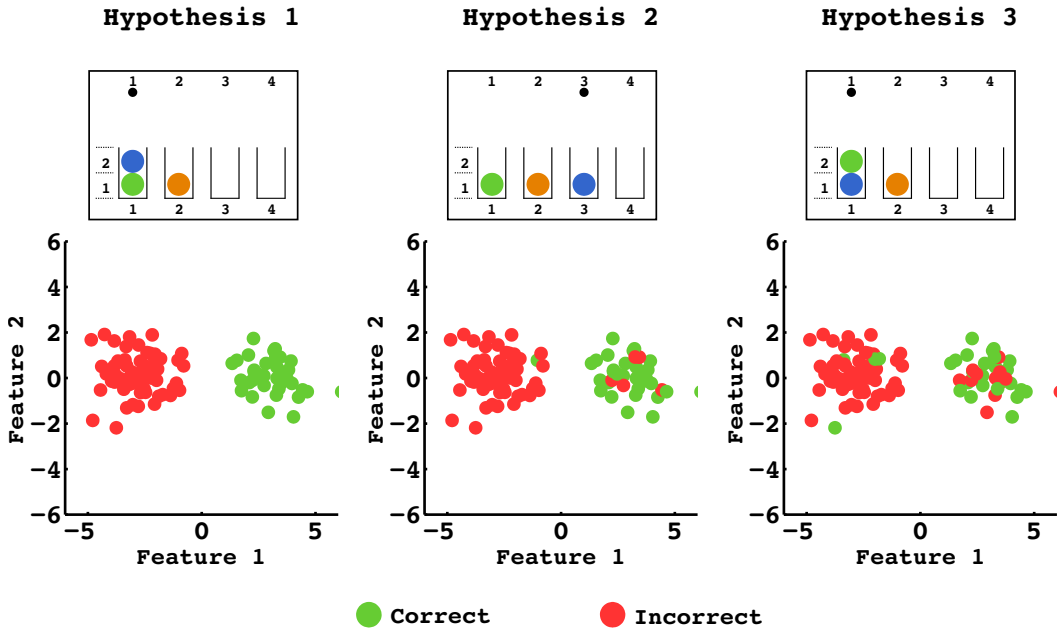 Hypothesis 1 Hypothesis 2 Hypothesis 3
1 2 3 4 1 2 3 4 1 2 3 4
2 2 2
1 1 1
1 2 3 4 1 2 3 4 1 2 3 4
6 6 6
4 4 4
2 2 2
0 0 0
−2 −2 −2
−4 −4 −4
−6 −6 −6
Feature 2 Feature 2 Feature 2
−5 0 5 −5 0 5 −5 0 5
Feature 1 Feature 1 Feature 1
Correct Incorrect